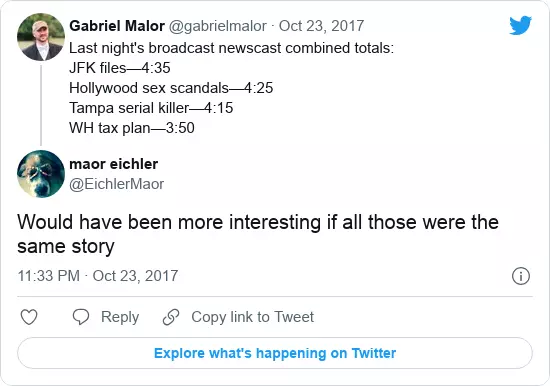 Gabriel Malor @gabrielmalor · Oct 23, 2017
Last night's broadcast newscast combined totals:
JFK files—4:35
Hollywood sex scandals—4:25
Tampa serial killer—4:15
WH tax plan—3:50
maor eichler
@EichlerMaor
Would have been more interesting if all those were the
same story
11:33 PM · Oct 23, 2017
Reply
Copy link to Tweet
Explore what's happening on Twitter